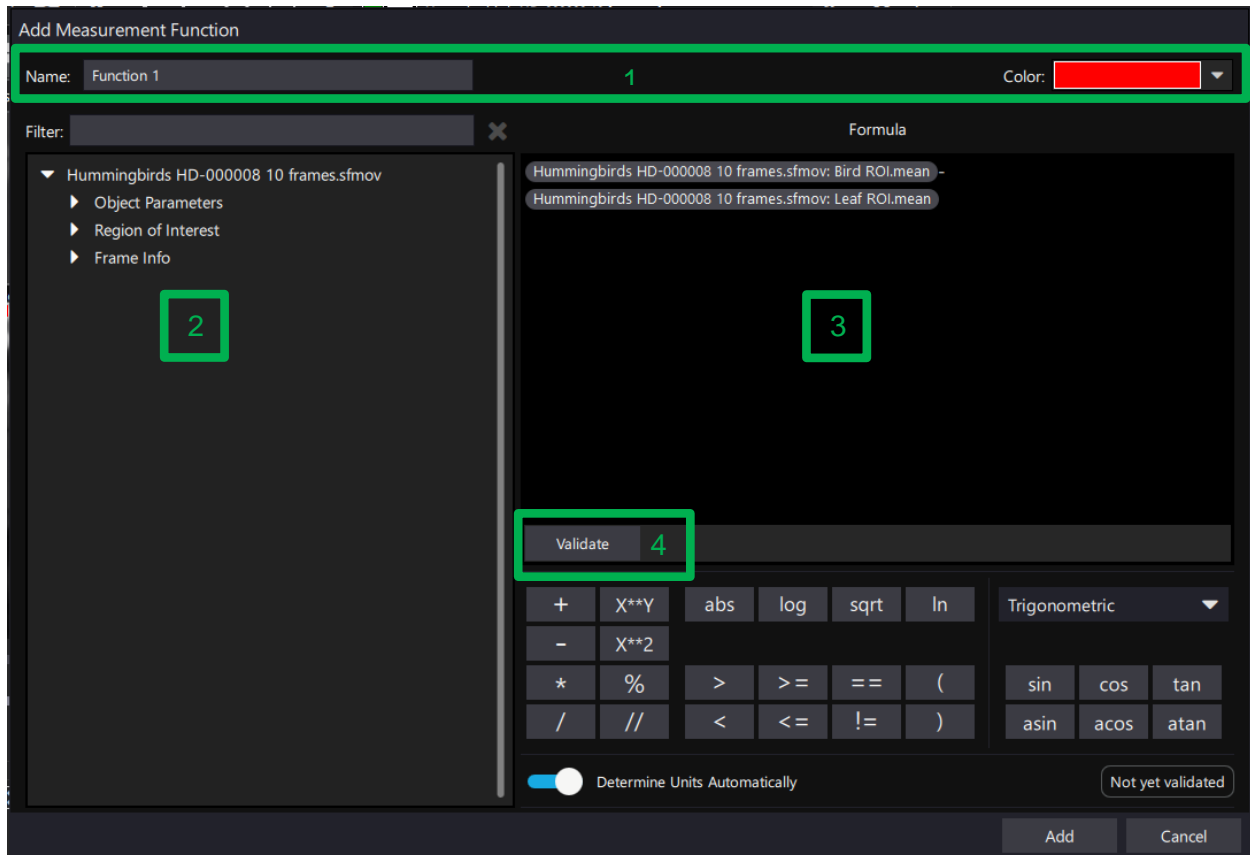 Add Measurement Function
Name: Function 1 1 Color:
Filter: Formula
Hummingbirds HD-000008 10 frames.sfmov
Object Parameters
Region of Interest
Frame Info
2
Hummingbirds HD-000008 10 frames.sfmov: Bird ROI.mean -
Hummingbirds HD-000008 10 frames.sfmov: Leaf ROI.mean
3
Validate 4
+ X**Y abs log sqrt ln Trigonometric
- X**2
* % > >= == ( sin cos tan
/ // < <= != ) asin acos atan
Determine Units Automatically Not yet validated
Add Cancel